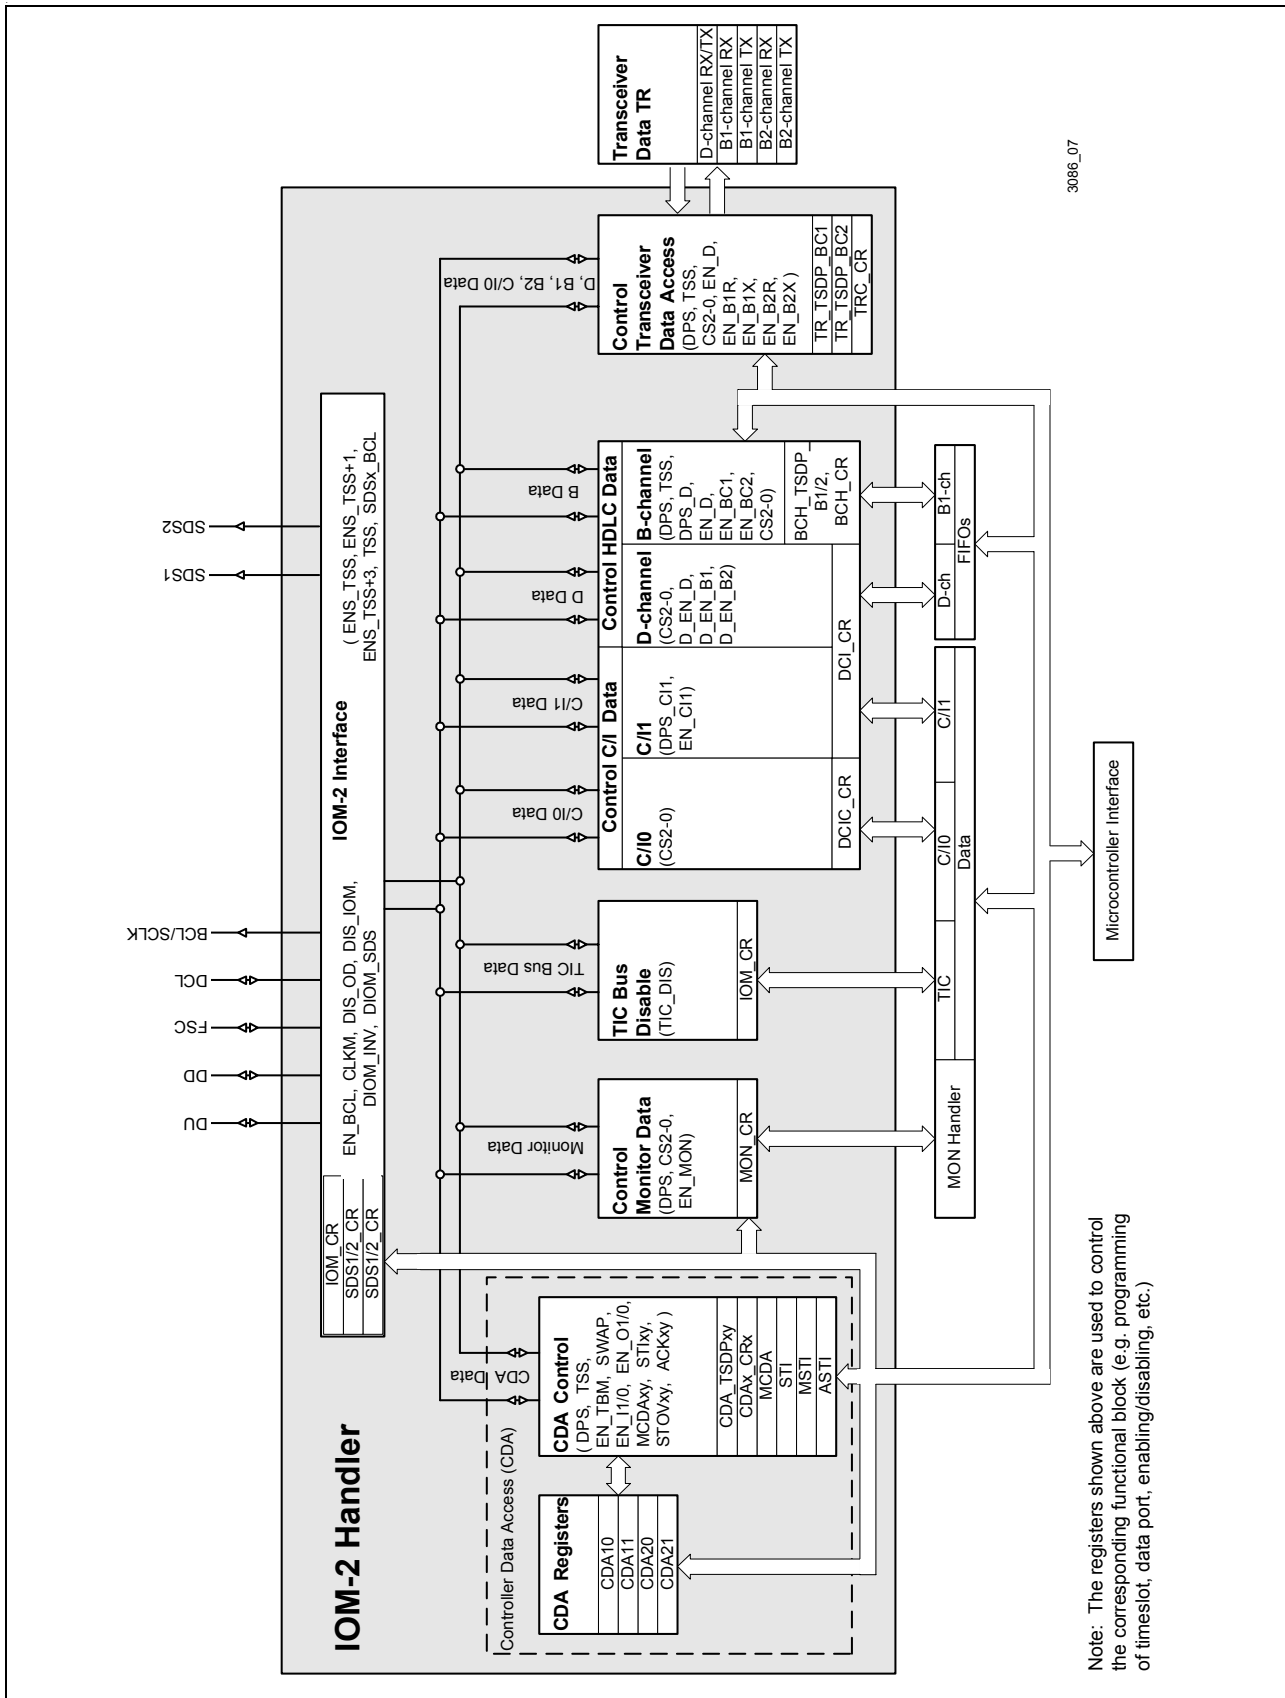 IOM-2 Handler
DU
DD
FSC
DCL
BCL/SCLK
SDS1
SDS2
IOM_CR
SDS1/2_CR
SDS1/2_CR
EN_BCL, CLKM, DIS_OD, DIS_IOM,
DIOM_INV, DIOM_SDS
IOM-2 Interface
( ENS_TSS, ENS_TSS+1,
ENS_TSS+3, TSS, SDSx_BCL
Controller Data Access (CDA)
CDA Registers
CDA10
CDA11
CDA20
CDA21
CDA Data
CDA Control
( DPS, TSS,
EN_TBM, SWAP,
EN_I1/0, EN_O1/0,
MCDAxy, STIxy,
STOVxy, ACKxy )
CDA_TSDPxy
CDAx_CRx
MCDA
STI
MSTI
ASTI
Monitor Data
Control
Monitor Data
(DPS, CS2-0,
EN_MON)
MON_CR
TIC Bus Data
TIC Bus
Disable
(TIC_DIS)
IOM_CR
C/I0 Data
C/I1 Data
Control C/I Data
C/I0
(CS2-0)
DCIC_CR
C/I1
(DPS_CI1,
EN_CI1)
DCI_CR
D Data
B Data
Control HDLC Data
D-channel
(CS2-0,
D_EN_D,
D_EN_B1,
D_EN_B2)
B-channel
(DPS, TSS,
DPS_D,
EN_D,
EN_BC1,
EN_BC2,
CS2-0)
BCH_TSDP_
B1/2,
BCH_CR
D, B1, B2, C/I0 Data
Control
Transceiver
Data Access
(DPS, TSS,
CS2-0, EN_D,
EN_B1R,
EN_B1X,
EN_B2R,
EN_B2X )
TR_TSDP_BC1
TR_TSDP_BC2
TRC_CR
Transceiver
Data TR
D-channel RX/TX
B1-channel RX
B1-channel TX
B2-channel RX
B2-channel TX
MON Handler
TIC
C/I0
C/I1
Data
D-ch
B1-ch
FIFOs
Microcontroller Interface
Note: The registers shown above are used to control
the corresponding functional block (e.g. programming
of timeslot, data port, enabling/disabling, etc.)
3086_07